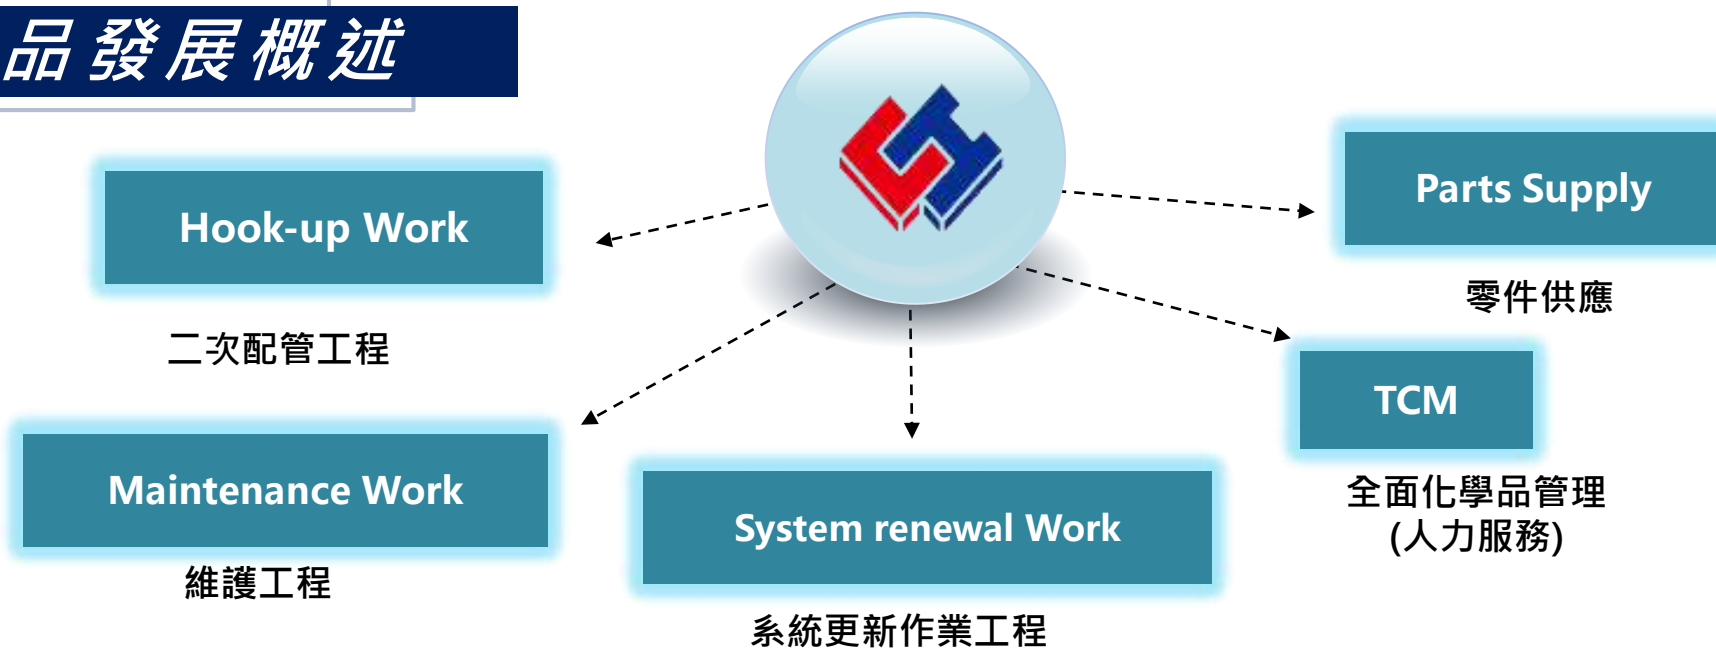 品發展概述
Hook-up Work
二次配管工程
Parts Supply
零件供應
TCM
全面化學品管理
(人力服務)
Maintenance Work
維護工程
System renewal Work
系統更新作業工程